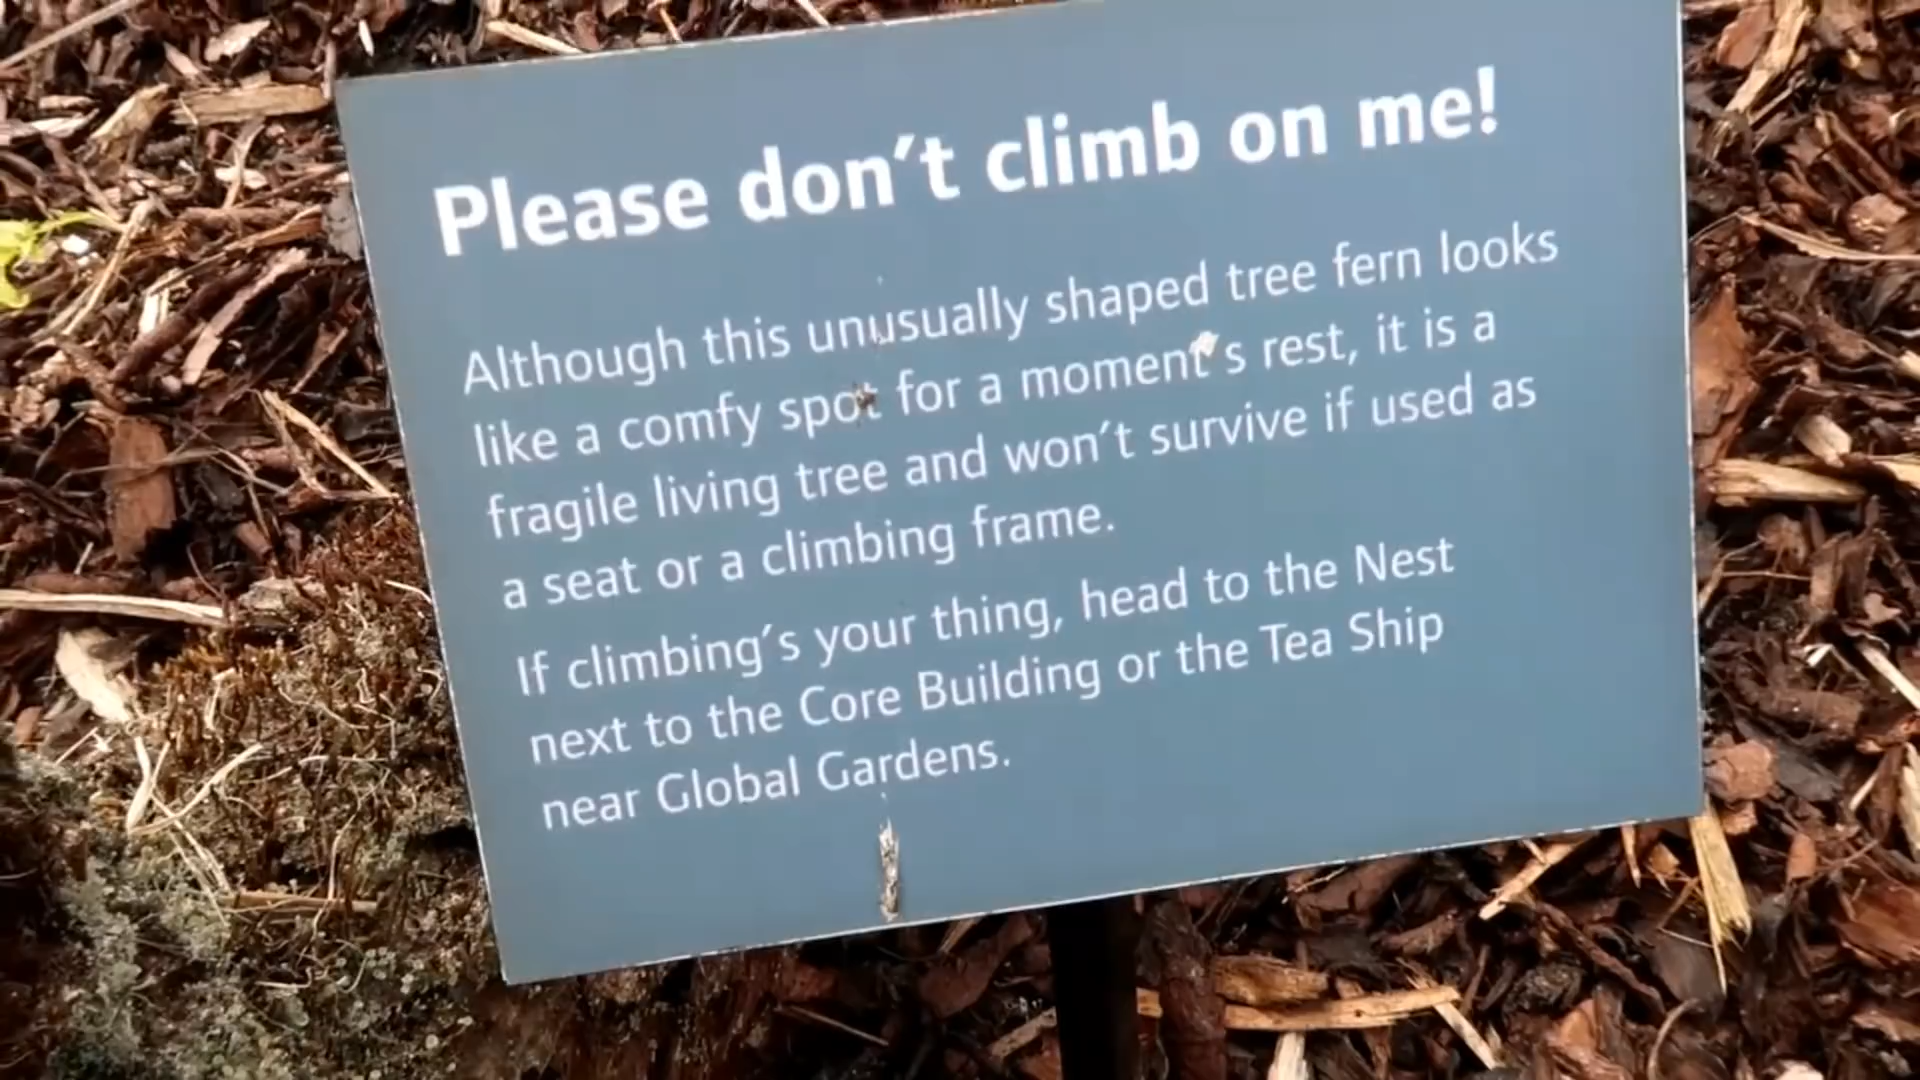 Please don't climb on me!
Although this unusually shaped tree fern looks
like a comfy spot for a moment's rest, it is a
fragile living tree and won't survive if used as
a seat or a climbing frame.
If climbing's your thing, head to the Nest
next to the Core Building or the Tea Ship
near Global Gardens.